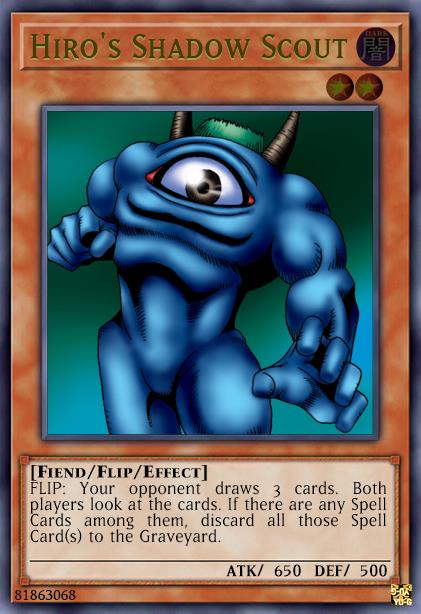 Hiro's Shadow Scout
DARK
闇
[Fiend/Flip/Effect]
FLIP: Your opponent draws 3 cards. Both
players look at the cards. If there are any Spell
Cards among them, discard all those Spell
Card(s) to the Graveyard.
ATK/ 650 DEF/ 500
81863068